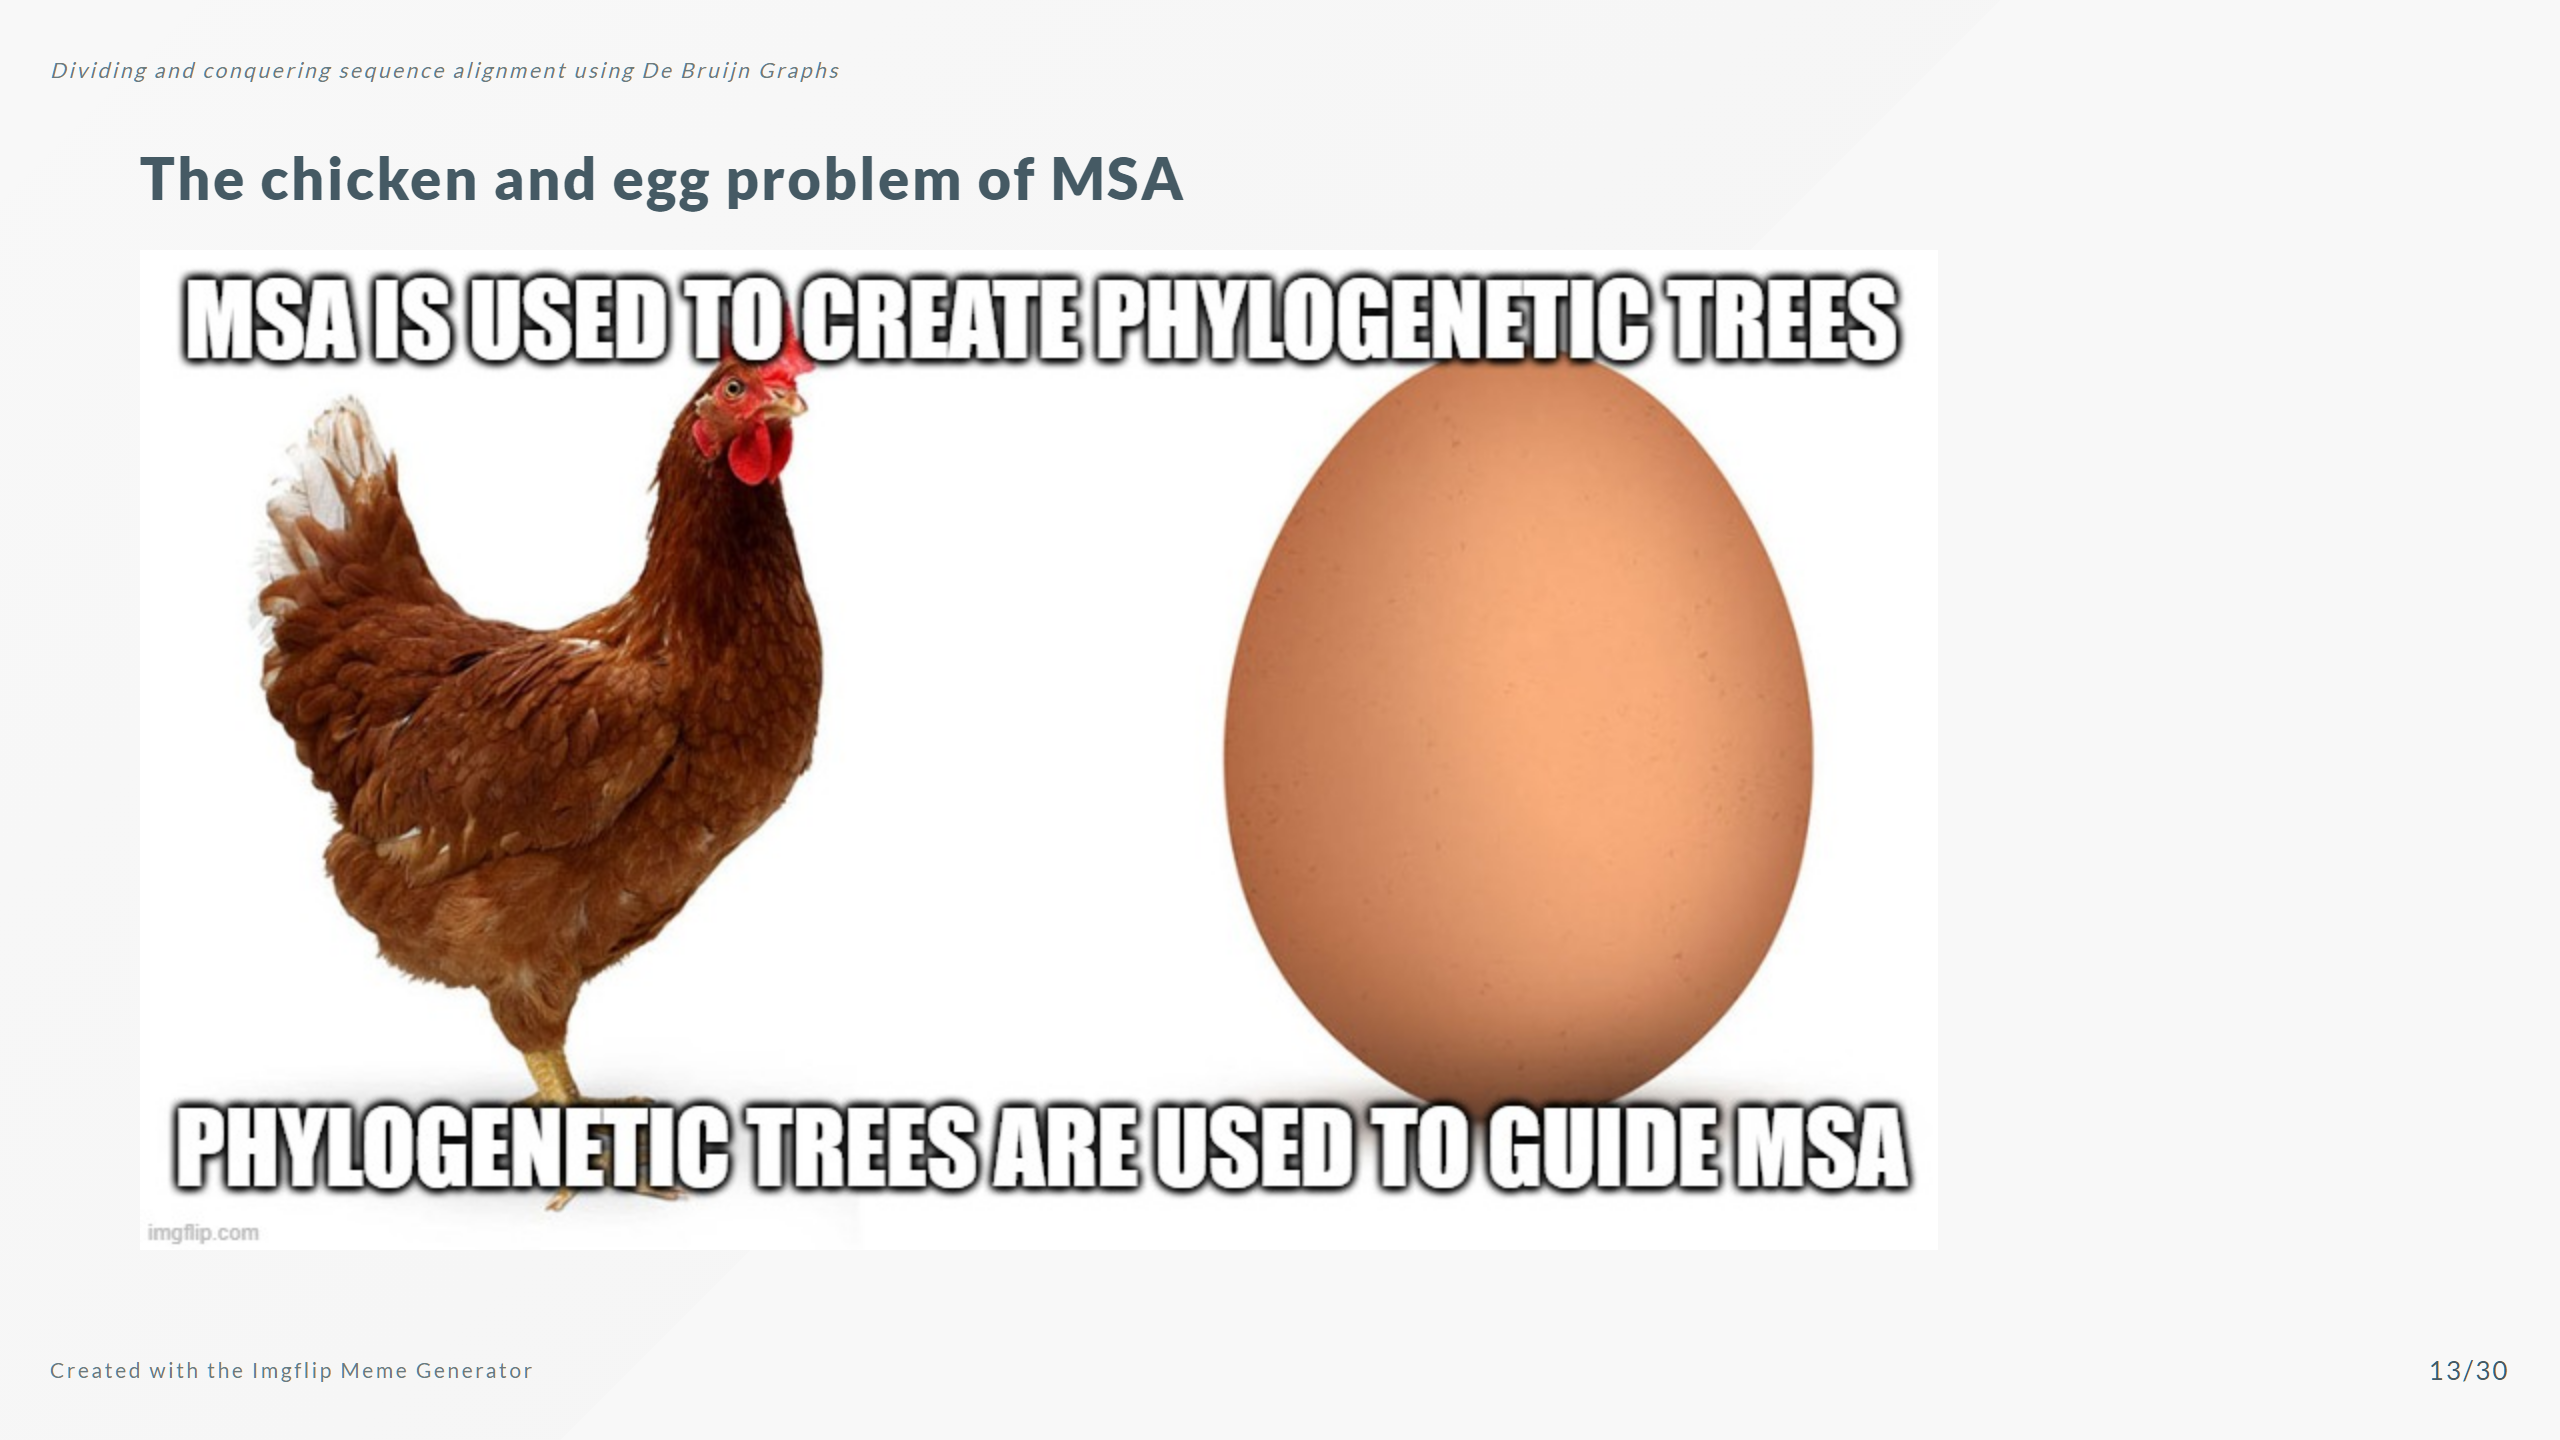 Dividing and conquering sequence alignment using De Bruijn Graphs
The chicken and egg problem of MSA
MSA IS USED TO CREATE PHYLOGENETIC TREES
PHYLOGENETIC TREES ARE USED TO GUIDE MSA
imgflip.com
Created with the Imgflip Meme Generator
13/30